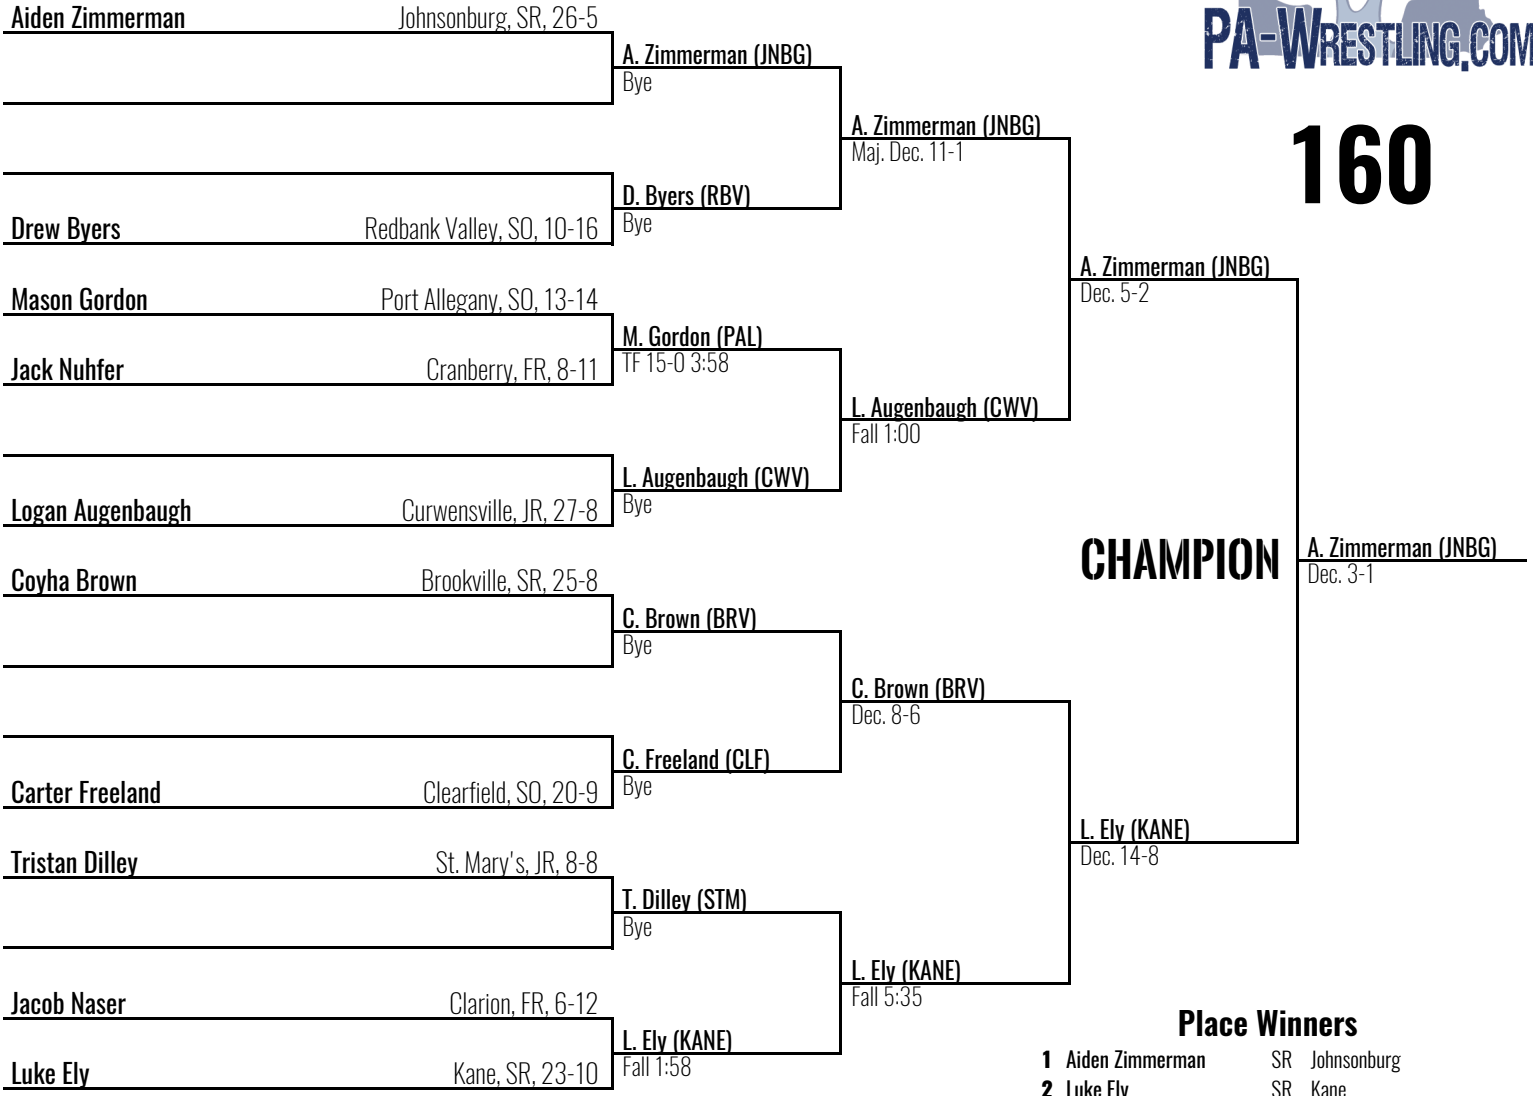 Aiden Zimmerman Johnsonburg, SR, 26-5
A. Zimmerman (JNBG)
Bye
PA-WRESTLING.COM
A. Zimmerman (JNBG)
Maj. Dec. 11-1
160
D. Byers (RBV)
Bye
Drew Byers Redbank Valley, SO, 10-16
A. Zimmerman (JNBG)
Dec. 5-2
Mason Gordon Port Allegany, SO, 13-14
M. Gordon (PAL)
TF 15-0 3:58
Jack Nuhfer Cranberry, FR, 8-11
L. Augenbaugh (CWV)
Fall 1:00
L. Augenbaugh (CWV)
Bye
Logan Augenbaugh Curwensville, JR, 27-8
CHAMPION
A. Zimmerman (JNBG)
Dec. 3-1
Coyha Brown Brookville, SR, 25-8
C. Brown (BRV)
Bye
C. Brown (BRV)
Dec. 8-6
C. Freeland (CLF)
Bye
Carter Freeland Clearfield, SO, 20-9
L. Ely (KANE)
Dec. 14-8
Tristan Dilley St. Mary's, JR, 8-8
T. Dilley (STM)
Bye
L. Ely (KANE)
Fall 5:35
Jacob Naser Clarion, FR, 6-12
L. Ely (KANE)
Fall 1:58
Luke Ely Kane, SR, 23-10
Place Winners
1 Aiden Zimmerman SR Johnsonburg
2 Luke Ely SR Kane